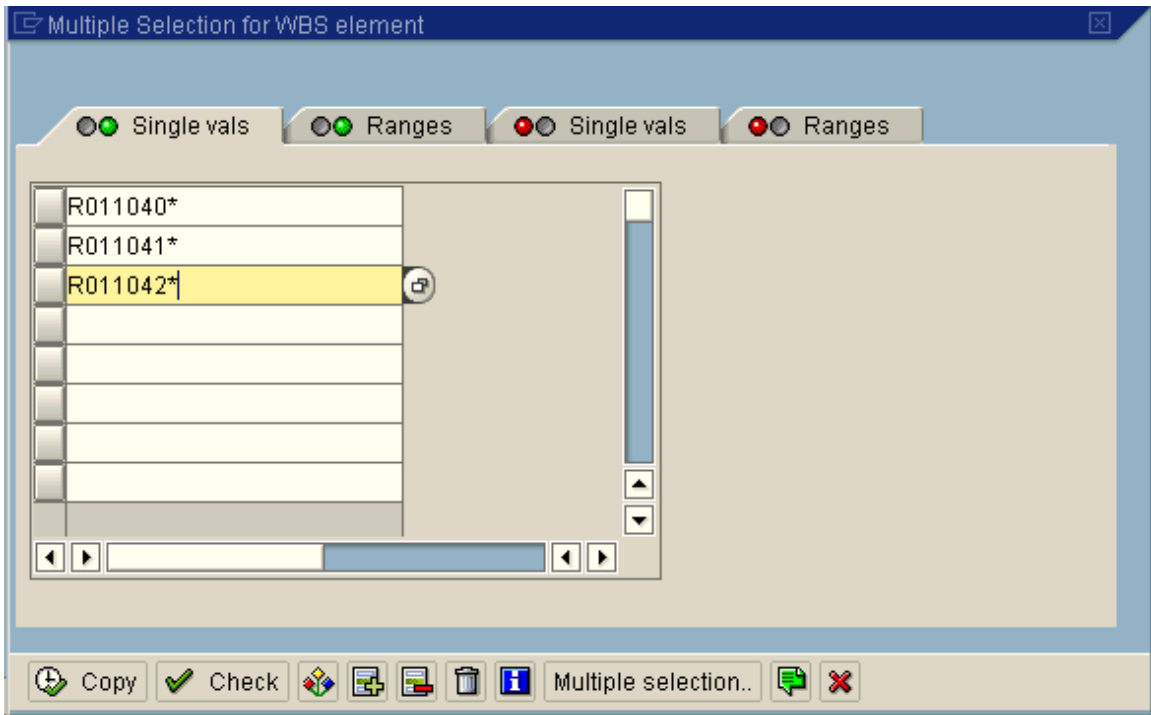 Multiple Selection for WBS element
Single vals Ranges Single vals Ranges
R011040*
R011041*
R011042*
Copy Check Multiple selection..